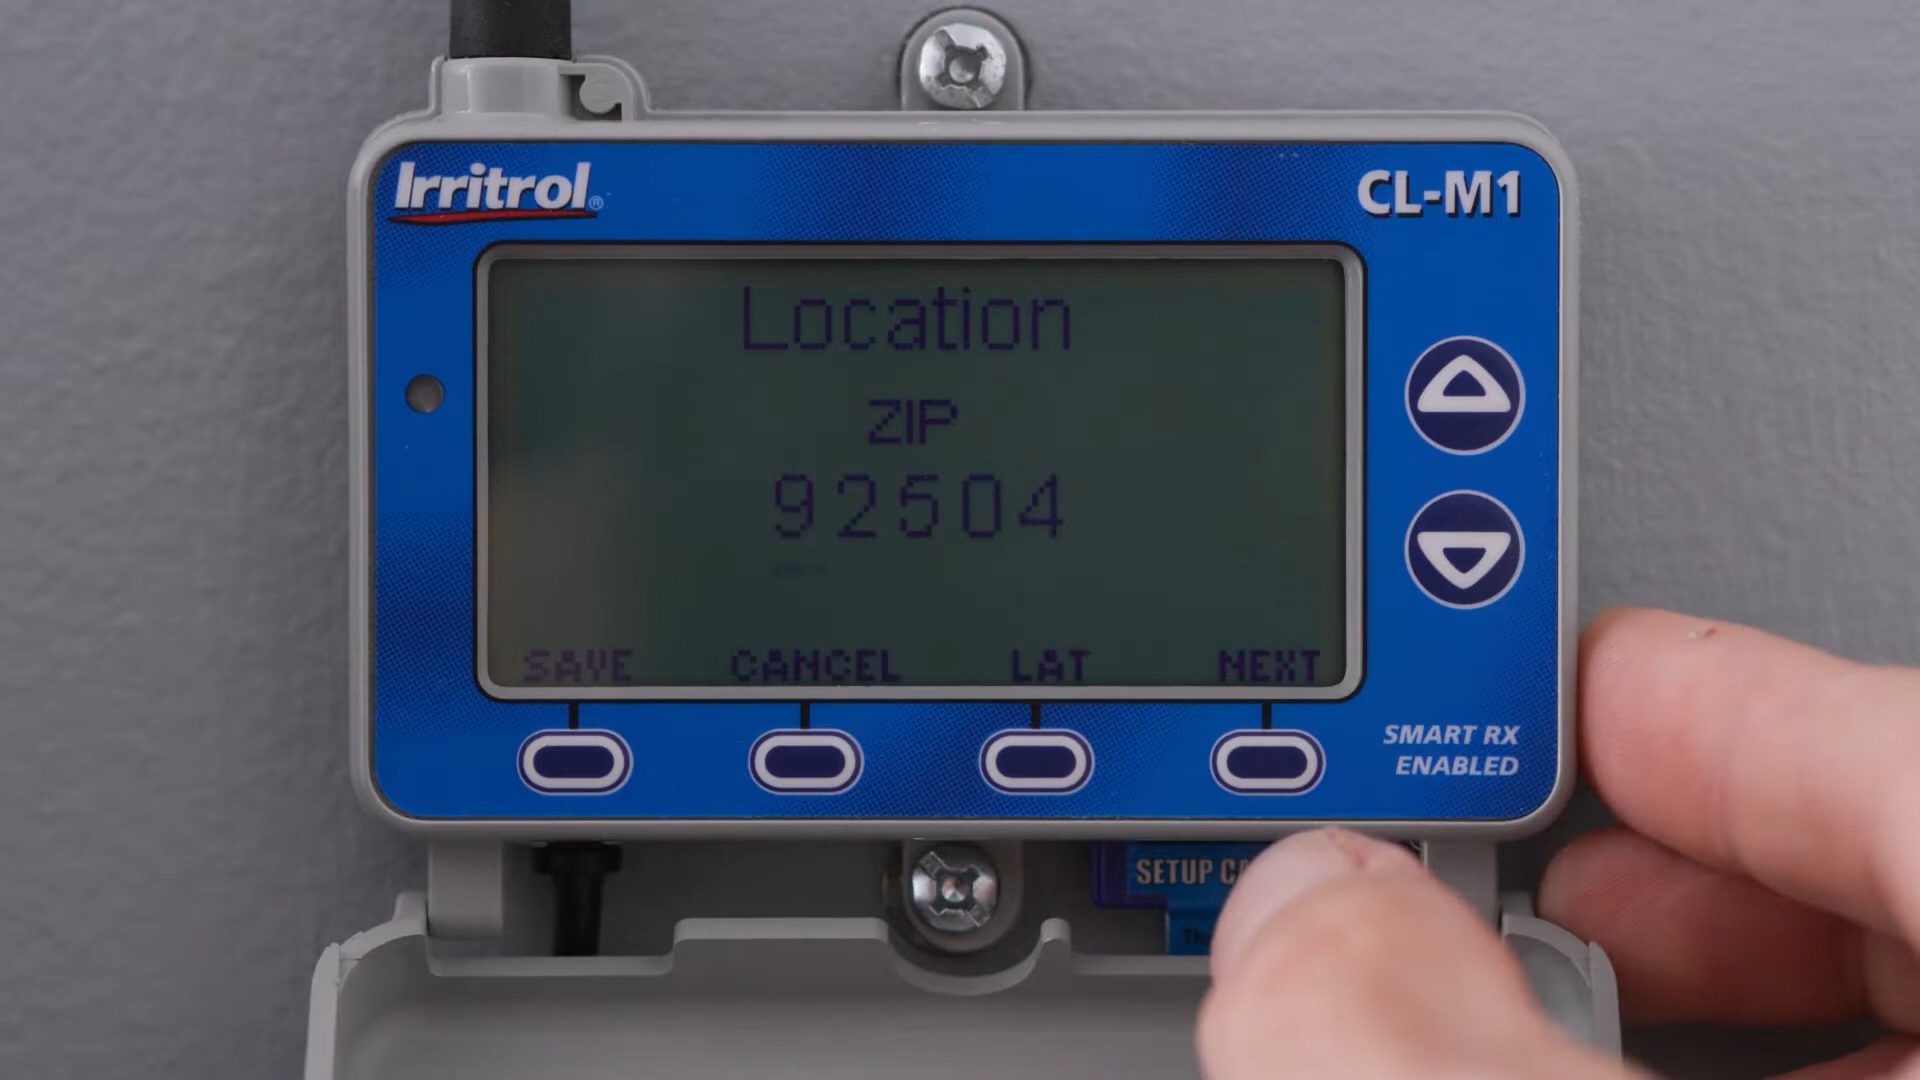 Irritrol®
CL-M1
Location
ZIP
92504
SAVE CANCEL LAT NEXT
SMART RX
ENABLED
SETUP